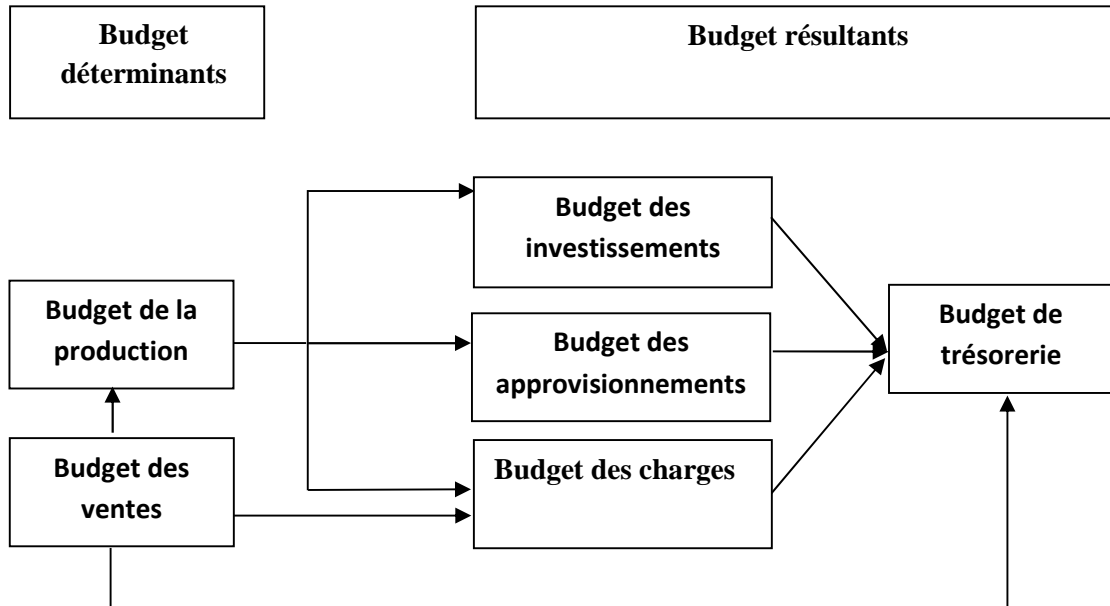 Budget
déterminants
Budget résultants
Budget des
investissements
Budget de la
production
Budget des
approvisionnements
Budget de
trésorerie
Budget des
ventes
Budget des charges